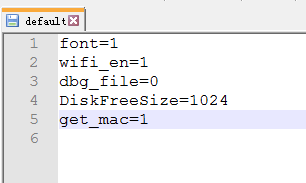 default
1 font=1
2 wifi_en=1
3 dbg_file=0
4 DiskFreeSize=1024
5 get_mac=1
6